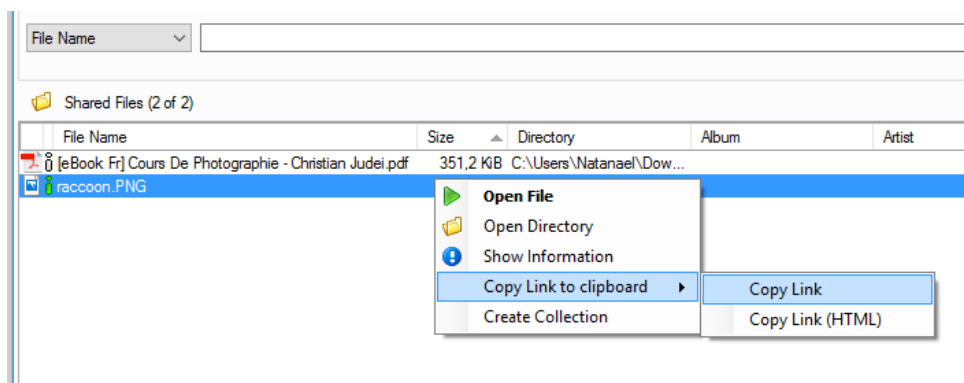 File Name
Shared Files (2 of 2)
File Name Size Directory Album Artist
[eBook Fr] Cours De Photographie - Christian Judei.pdf 351,2 KiB C:\Users\Natanael\Dow...
raccoon.PNG
Open File
Open Directory
Show Information
Copy Link to clipboard
Copy Link
Create Collection
Copy Link (HTML)